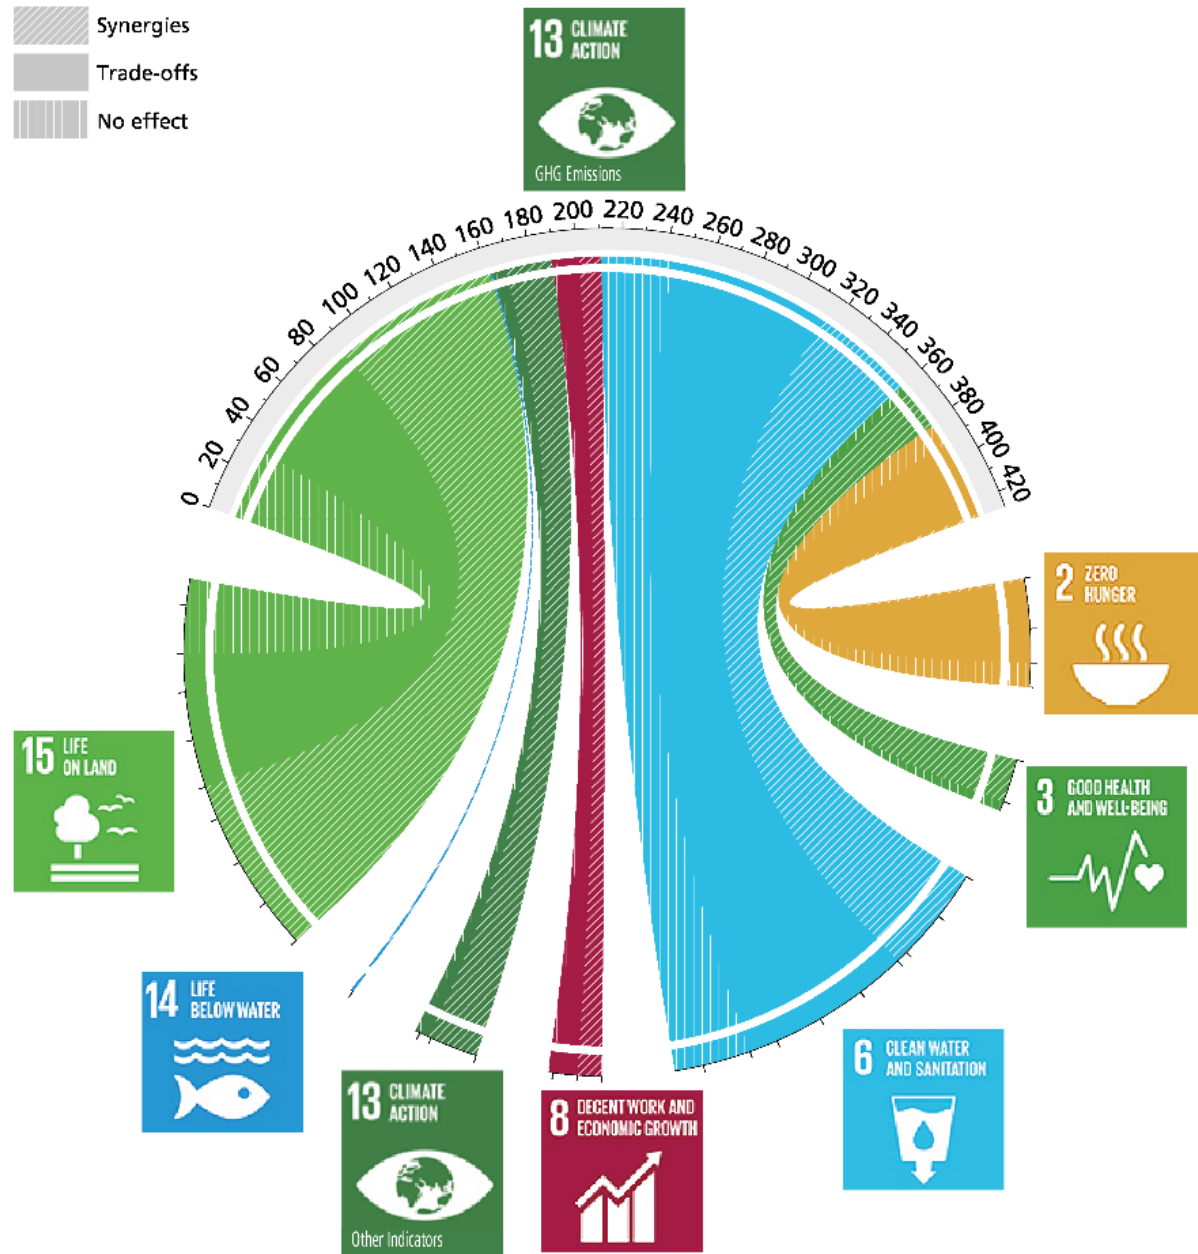 Synergies
Trade-offs
No effect
13 CLIMATE
ACTION
GHG Emissions
0 20 40 60 80 100 120 140 160 180 200 220 240 260 280 300 320 340 360 380 400 420
2 ZERO
HUNGER
15 LIFE
ON LAND
3 GOOD HEALTH
AND WELL-BEING
14 LIFE
BELOW WATER
6 CLEAN WATER
AND SANITATION
13 CLIMATE
ACTION
Other Indicators
8 DECENT WORK AND
ECONOMIC GROWTH